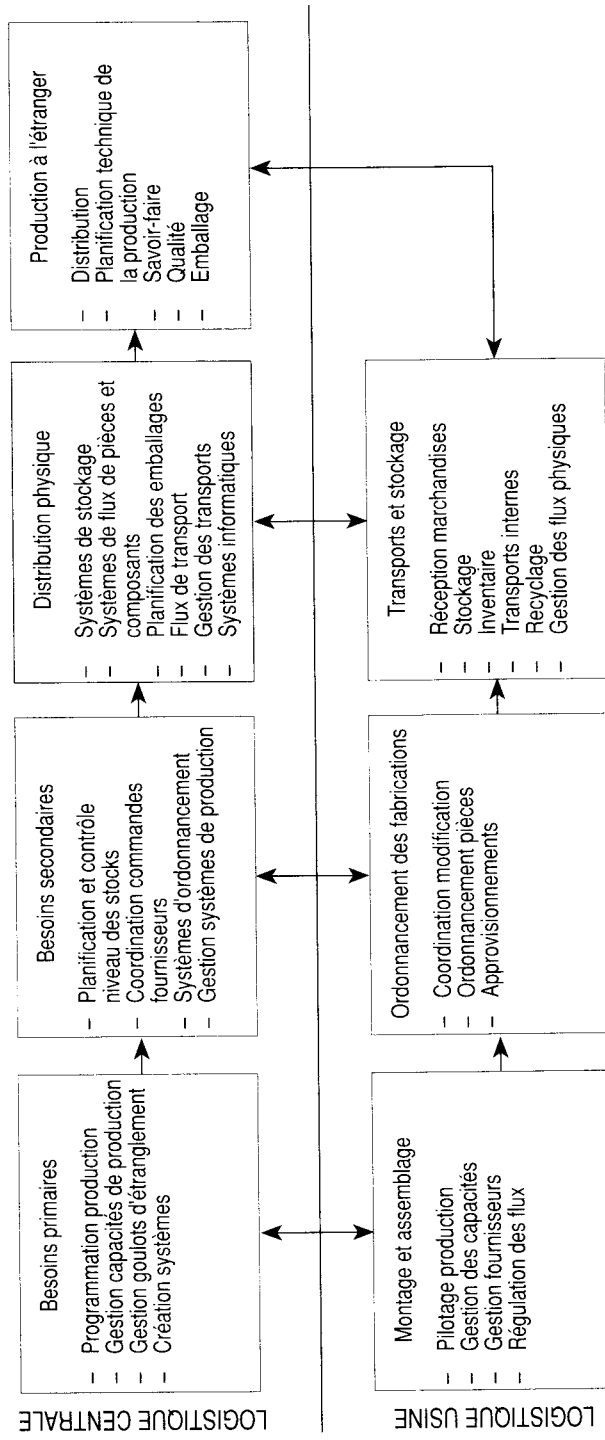 LOGISTIQUE CENTRALE
Besoins primaires
– Programmation production
– Gestion capacités de production
– Gestion goulots d'étranglement
– Création systèmes
Besoins secondaires
– Planification et contrôle
niveau des stocks
– Coordination commandes
fournisseurs
– Systèmes d'ordonnancement
– Gestion systèmes de production
Distribution physique
– Systèmes de stockage
– Systèmes de flux de pièces et
composants
– Planification des emballages
– Flux de transport
– Gestion des transports
– Systèmes informatiques
Production à l'étranger
– Distribution
– Planification technique de
la production
– Savoir-faire
– Qualité
– Emballage
LOGISTIQUE USINE
Montage et assemblage
– Pilotage production
– Gestion des capacités
– Gestion fournisseurs
– Régulation des flux
Ordonnancement des fabrications
– Coordination modification
– Ordonnancement pièces
– Approvisionnements
Transports et stockage
– Réception marchandises
– Stockage
– Inventaire
– Transports internes
– Recyclage
– Gestion des flux physiques